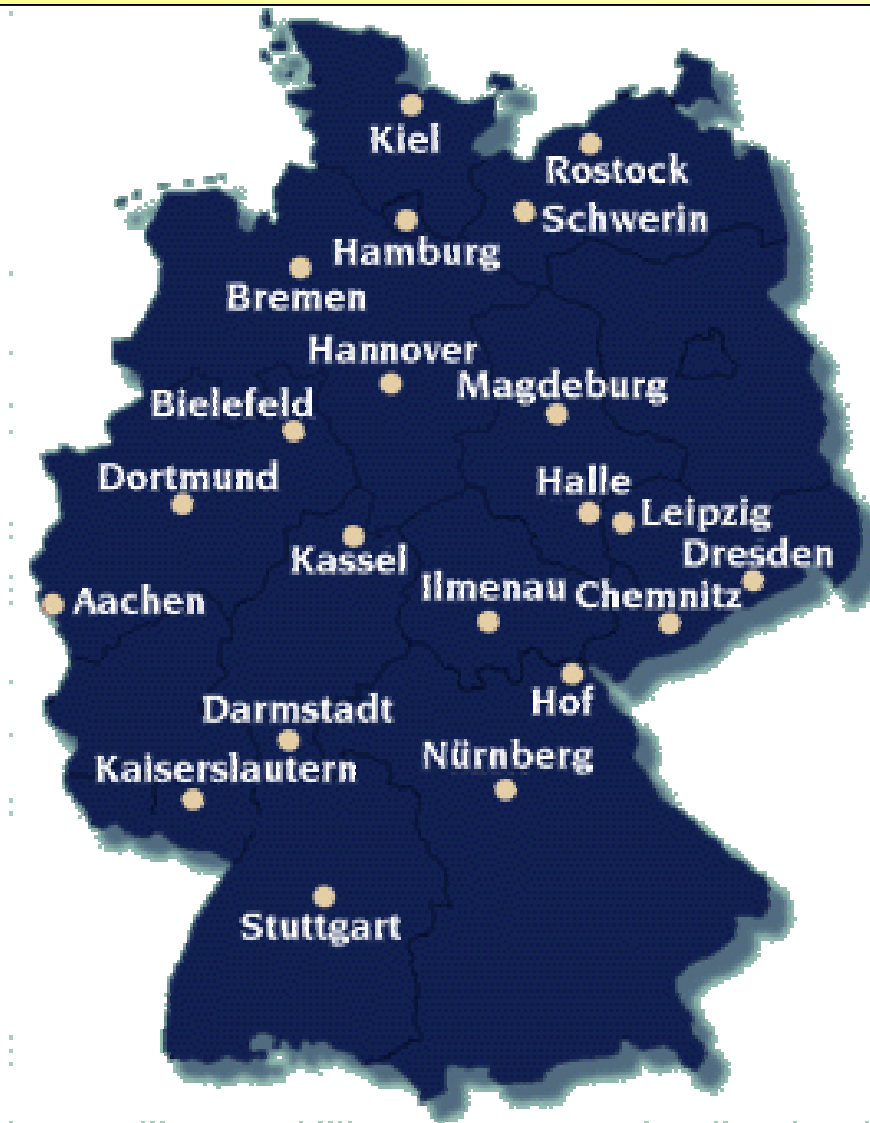 Kiel
Rostock
Schwerin
Hamburg
Bremen
Hannover
Magdeburg
Bielefeld
Dortmund
Halle
Leipzig
Dresden
Kassel
Ilmenau
Chemnitz
Aachen
Hof
Darmstadt
Nürnberg
Kaiserslautern
Stuttgart